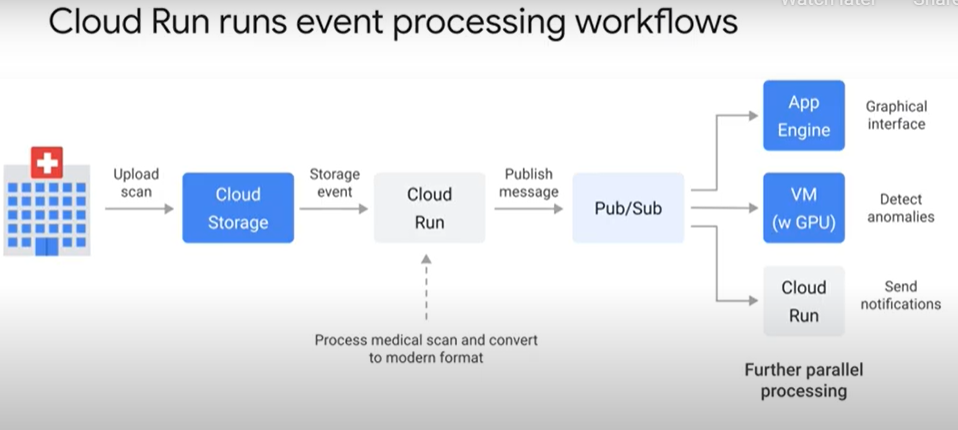 Cloud Run runs event processing workflows
Upload
scan
Cloud
Storage
Storage
event
Cloud
Run
Publish
message
Pub/Sub
App
Engine
Graphical
interface
VM
(w GPU)
Detect
anomalies
Cloud
Run
Send
notifications
Process medical scan and convert
to modern format
Further parallel
processing